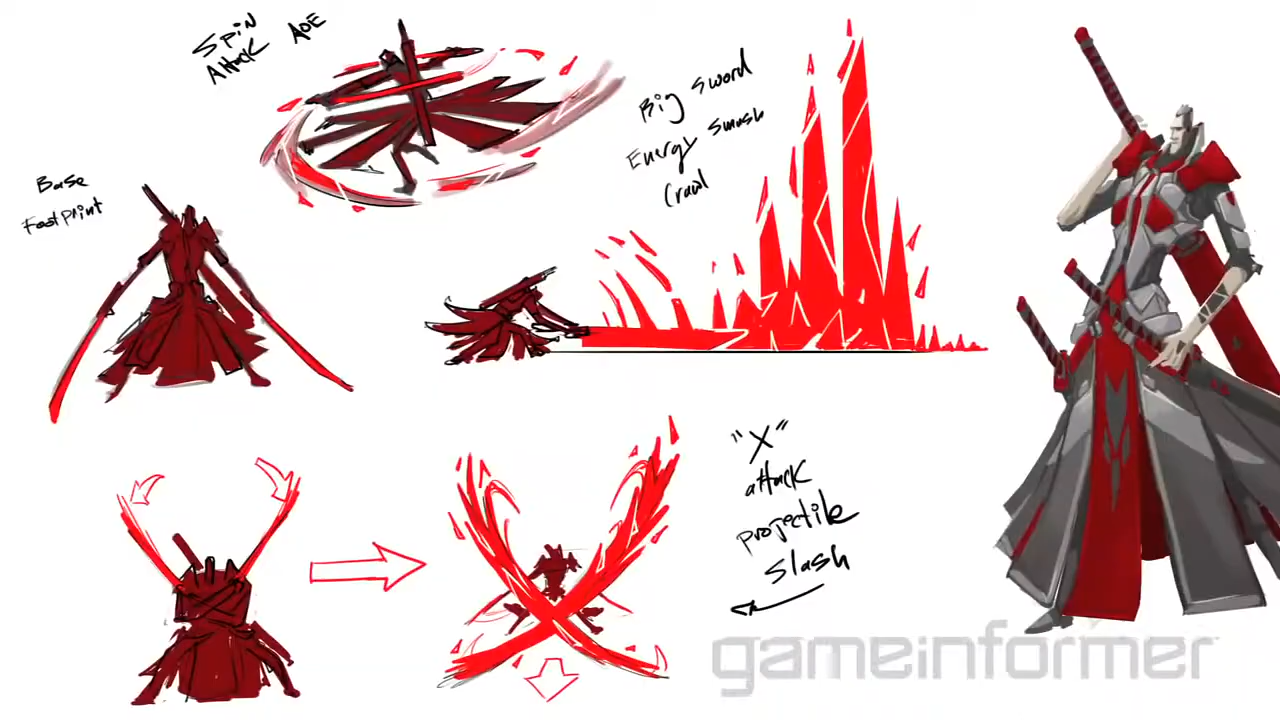 Spin
Attack AOE
Big sword
Energy smash
Crawl
Base
Footprint
"X"
attack
projectile
slash
gameinformer